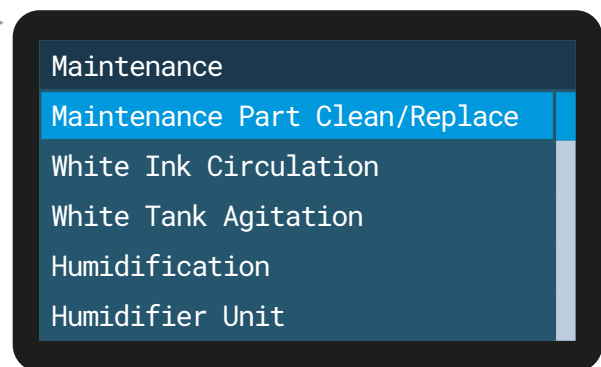 Maintenance
Maintenance Part Clean/Replace
White Ink Circulation
White Tank Agitation
Humidification
Humidifier Unit